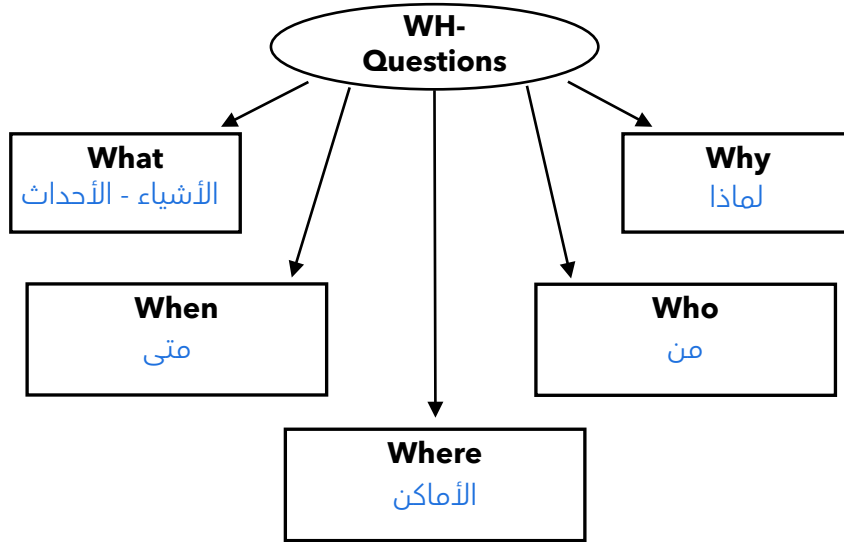 WH-
Questions
What
الأشياء - الأحداث
Why
لماذا
When
متى
Who
من
Where
الأماكن